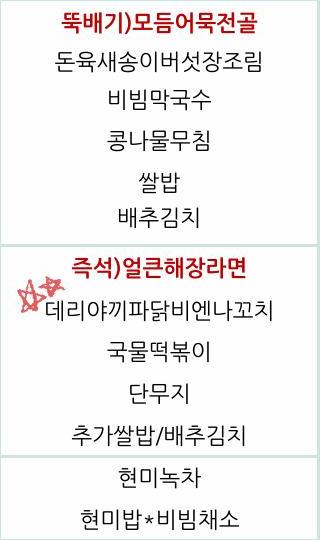 뚝배기)모듬어묵전골
돈육새송이버섯장조림
비빔막국수
콩나물무침
쌀밥
배추김치
즉석)얼큰해장라면
데리야끼파닭비엔나꼬치
국물떡볶이
단무지
추가쌀밥/배추김치
현미녹차
현미밥*비빔채소